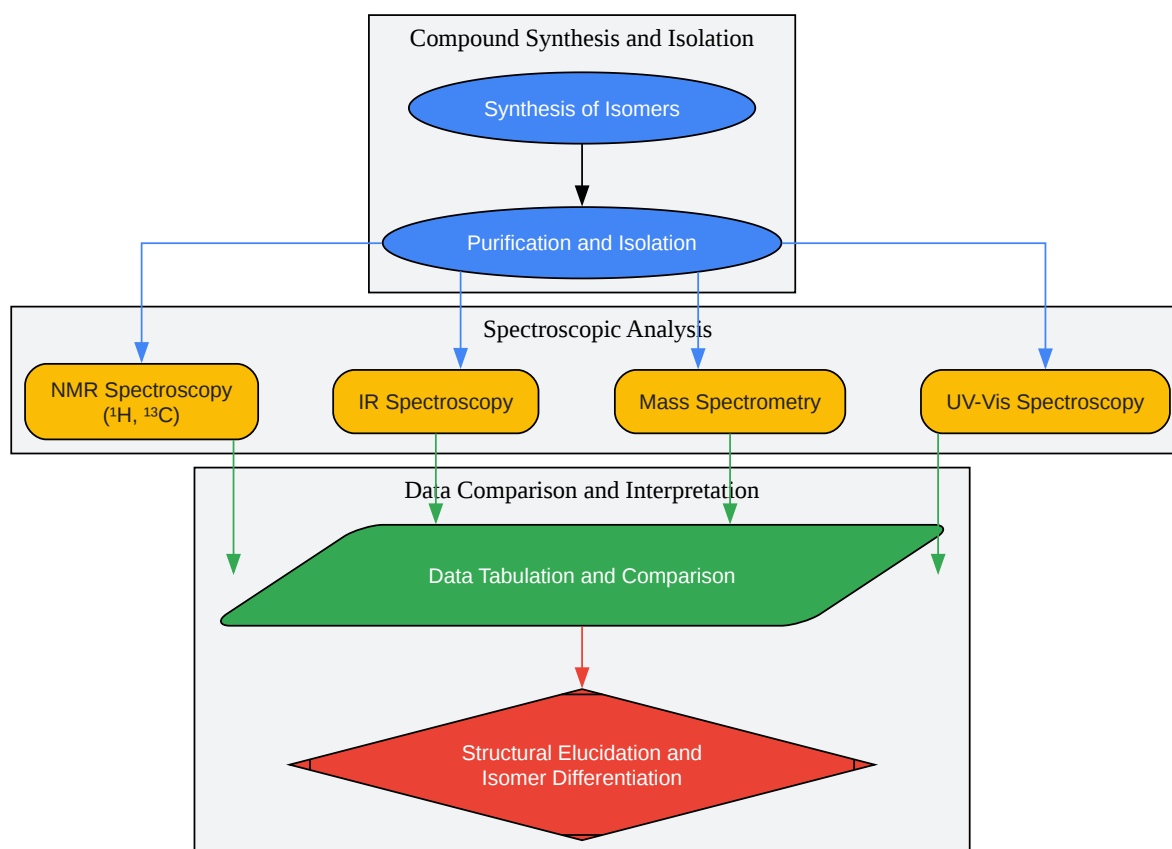 Compound Synthesis and Isolation
Synthesis of Isomers
Purification and Isolation
Spectroscopic Analysis
NMR Spectroscopy
(¹H, ¹³C)
IR Spectroscopy
Mass Spectrometry
UV-Vis Spectroscopy
Data Comparison and Interpretation
Data Tabulation and Comparison
Structural Elucidation and
Isomer Differentiation